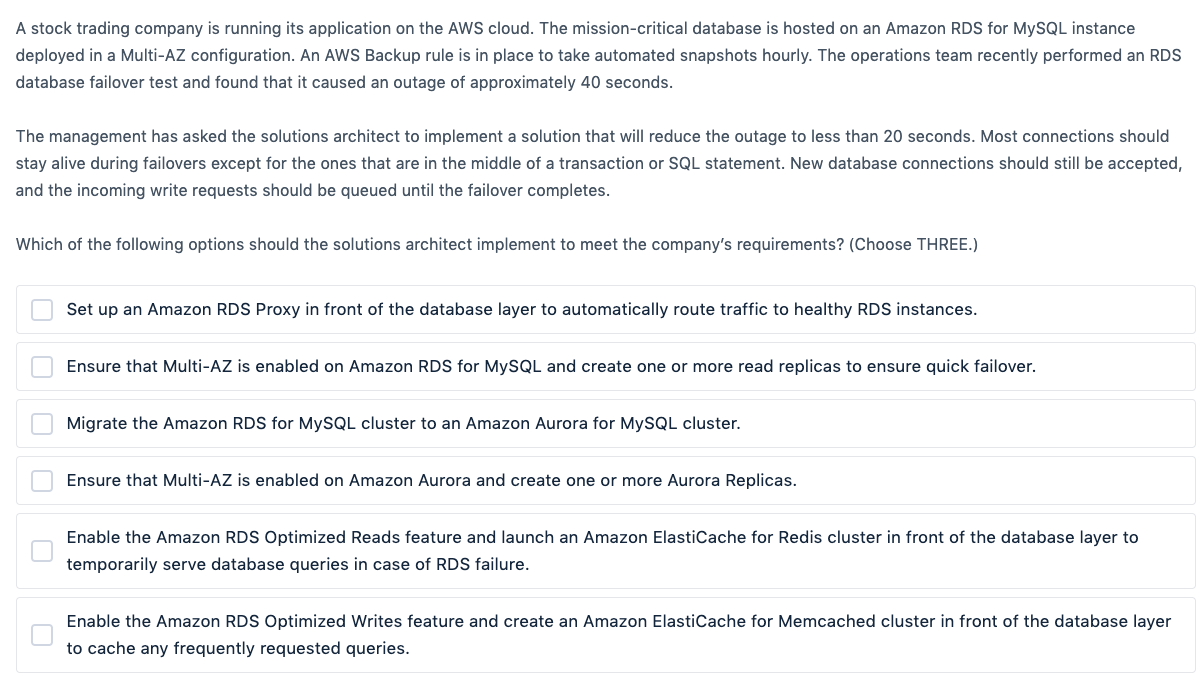 A stock trading company is running its application on the AWS cloud. The mission-critical database is hosted on an Amazon RDS for MySQL instance
deployed in a Multi-AZ configuration. An AWS Backup rule is in place to take automated snapshots hourly. The operations team recently performed an RDS
database failover test and found that it caused an outage of approximately 40 seconds.
The management has asked the solutions architect to implement a solution that will reduce the outage to less than 20 seconds. Most connections should
stay alive during failovers except for the ones that are in the middle of a transaction or SQL statement. New database connections should still be accepted,
and the incoming write requests should be queued until the failover completes.
Which of the following options should the solutions architect implement to meet the company's requirements? (Choose THREE.)
Set up an Amazon RDS Proxy in front of the database layer to automatically route traffic to healthy RDS instances.
Ensure that Multi-AZ is enabled on Amazon RDS for MySQL and create one or more read replicas to ensure quick failover.
Migrate the Amazon RDS for MySQL cluster to an Amazon Aurora for MySQL cluster.
Ensure that Multi-AZ is enabled on Amazon Aurora and create one or more Aurora Replicas.
Enable the Amazon RDS Optimized Reads feature and launch an Amazon ElastiCache for Redis cluster in front of the database layer to
temporarily serve database queries in case of RDS failure.
Enable the Amazon RDS Optimized Writes feature and create an Amazon ElastiCache for Memcached cluster in front of the database layer
to cache any frequently requested queries.